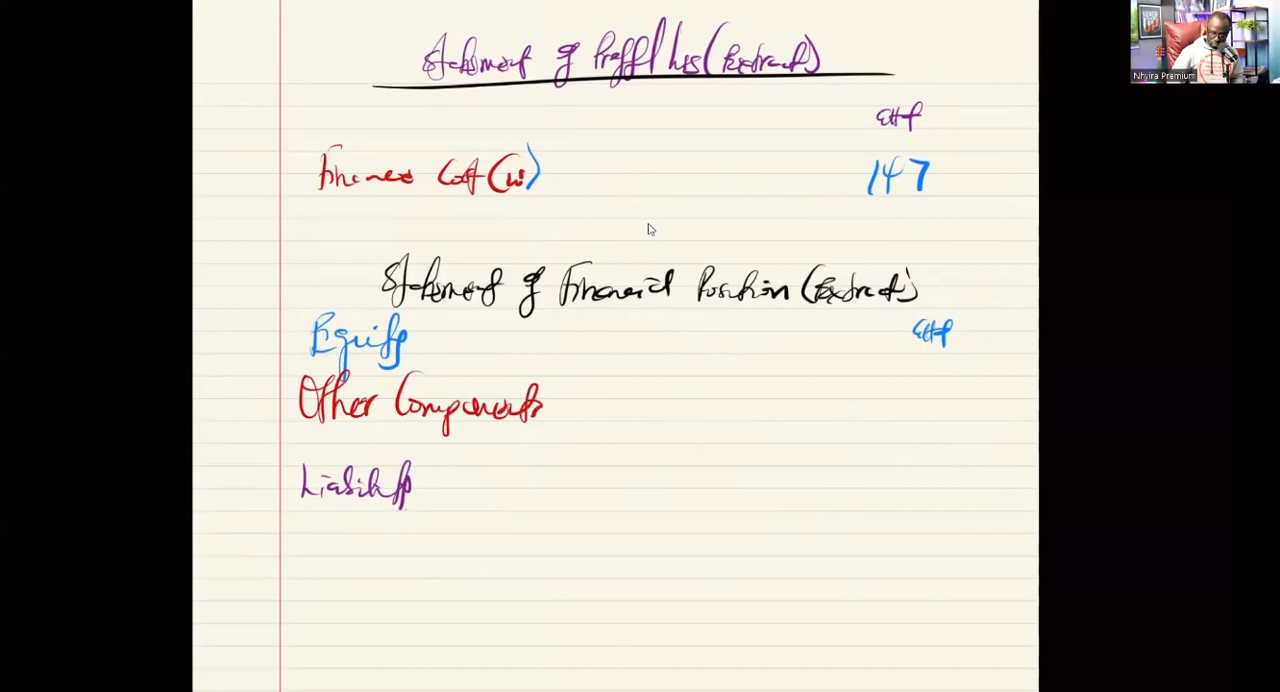 Statement of Profit/Loss (Extract)
GH¢
Finance Cost (w)
147
Statement of Financial Position (Extract)
Equity
GH¢
Other Components
Liability
Nhyira Premium